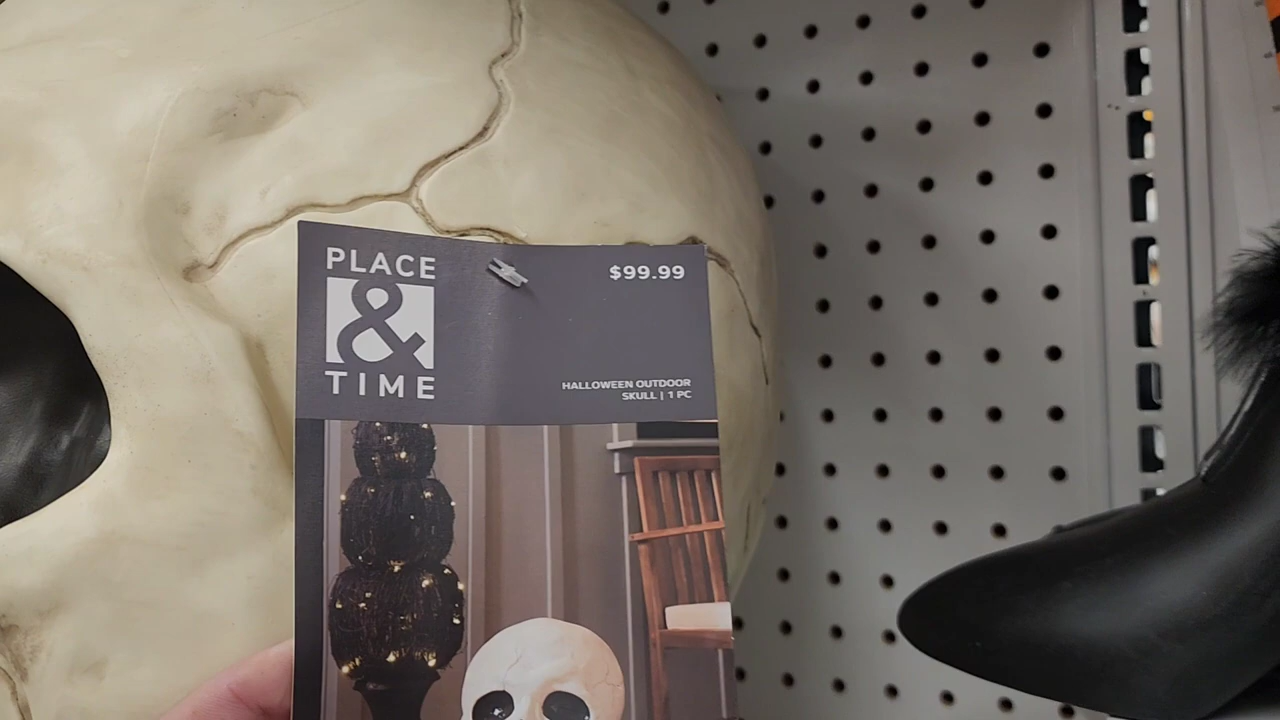 PLACE
&
TIME
$99.99
HALLOWEEN OUTDOOR
SKULL | 1 PC